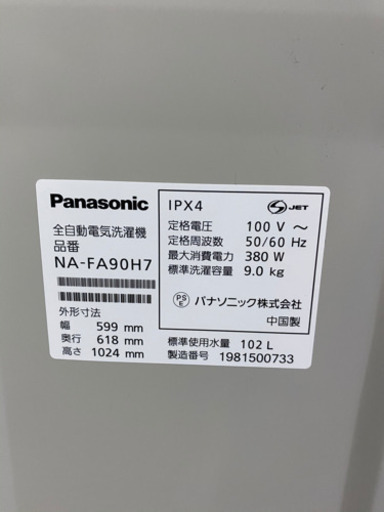 Panasonic
全自動電気洗濯機
品番
NA-FA90H7
外形寸法
幅 599 mm
奥行 618 mm
高さ 1024 mm
IPX4
S JET
定格電圧 100 V ～
定格周波数 50/60 Hz
最大消費電力 380 W
標準洗濯容量 9.0 kg
PS E パナソニック株式会社
中国製
標準使用水量 102 L
製造番号 1981500733